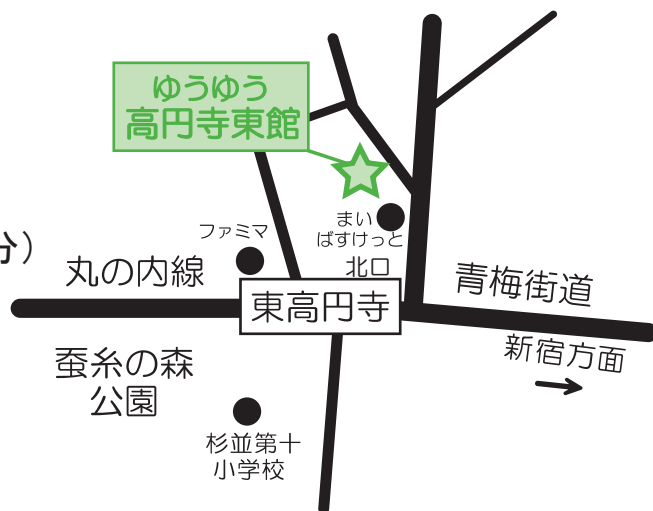 ゆうゆう
高円寺東館
分）
ファミマ
まい
ばすけっと
北口
丸の内線
東高円寺
青梅街道
新宿方面
蚕糸の森
公園
杉並第十
小学校